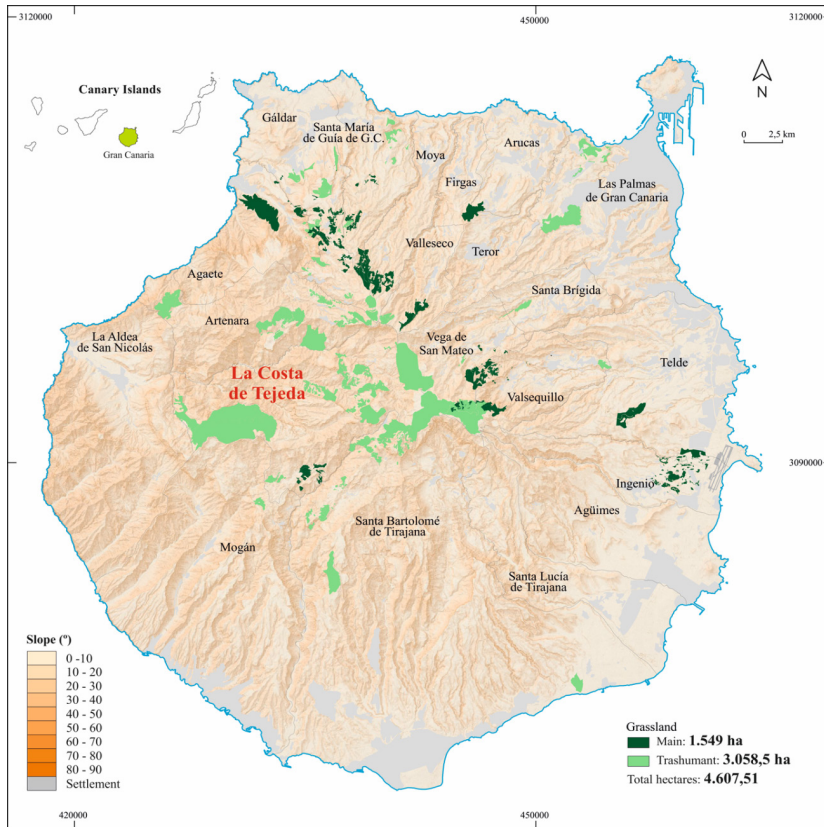 3120000
450000
3120000
Canary Islands
Gran Canaria
N
0 2,5 km
Gáldar
Santa María
de Guía de G.C.
Moya
Arucas
Firgas
Las Palmas
de Gran Canaria
Valleseco
Teror
Agaete
Santa Brígida
Artenara
La Aldea
de San Nicolás
Vega de
San Mateo
Telde
La Costa
de Tejeda
Valsequillo
3090000
3090000
Ingenio
Agüimes
Santa Bartolomé
de Tirajana
Mogán
Santa Lucía
de Tirajana
Slope (º)
0 -10
10 - 20
20 - 30
30 - 40
40 - 50
50 - 60
60 - 70
70 - 80
80 - 90
Settlement
Grassland
Main: 1.549 ha
Trashumant: 3.058,5 ha
Total hectares: 4.607,51
420000
450000